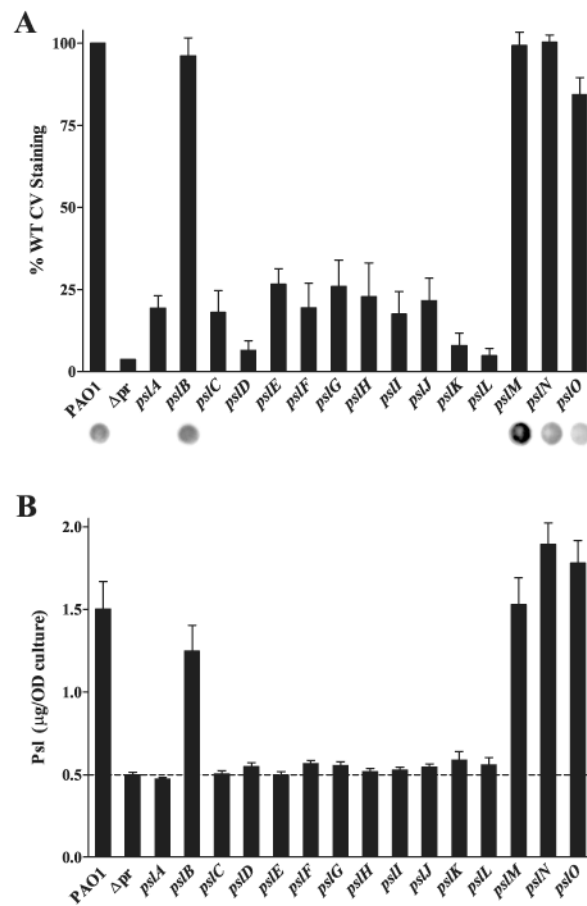 A
% WT CV Staining
100
75
50
25
0
PAO1 Δpr pslA pslB pslC pslD pslE pslF pslG pslH pslI pslJ pslK pslL pslM pslN pslO
B
Psl (µg/OD culture)
2.0
1.5
1.0
0.5
0.0
PAO1 Δpr pslA pslB pslC pslD pslE pslF pslG pslH pslI pslJ pslK pslL pslM pslN pslO